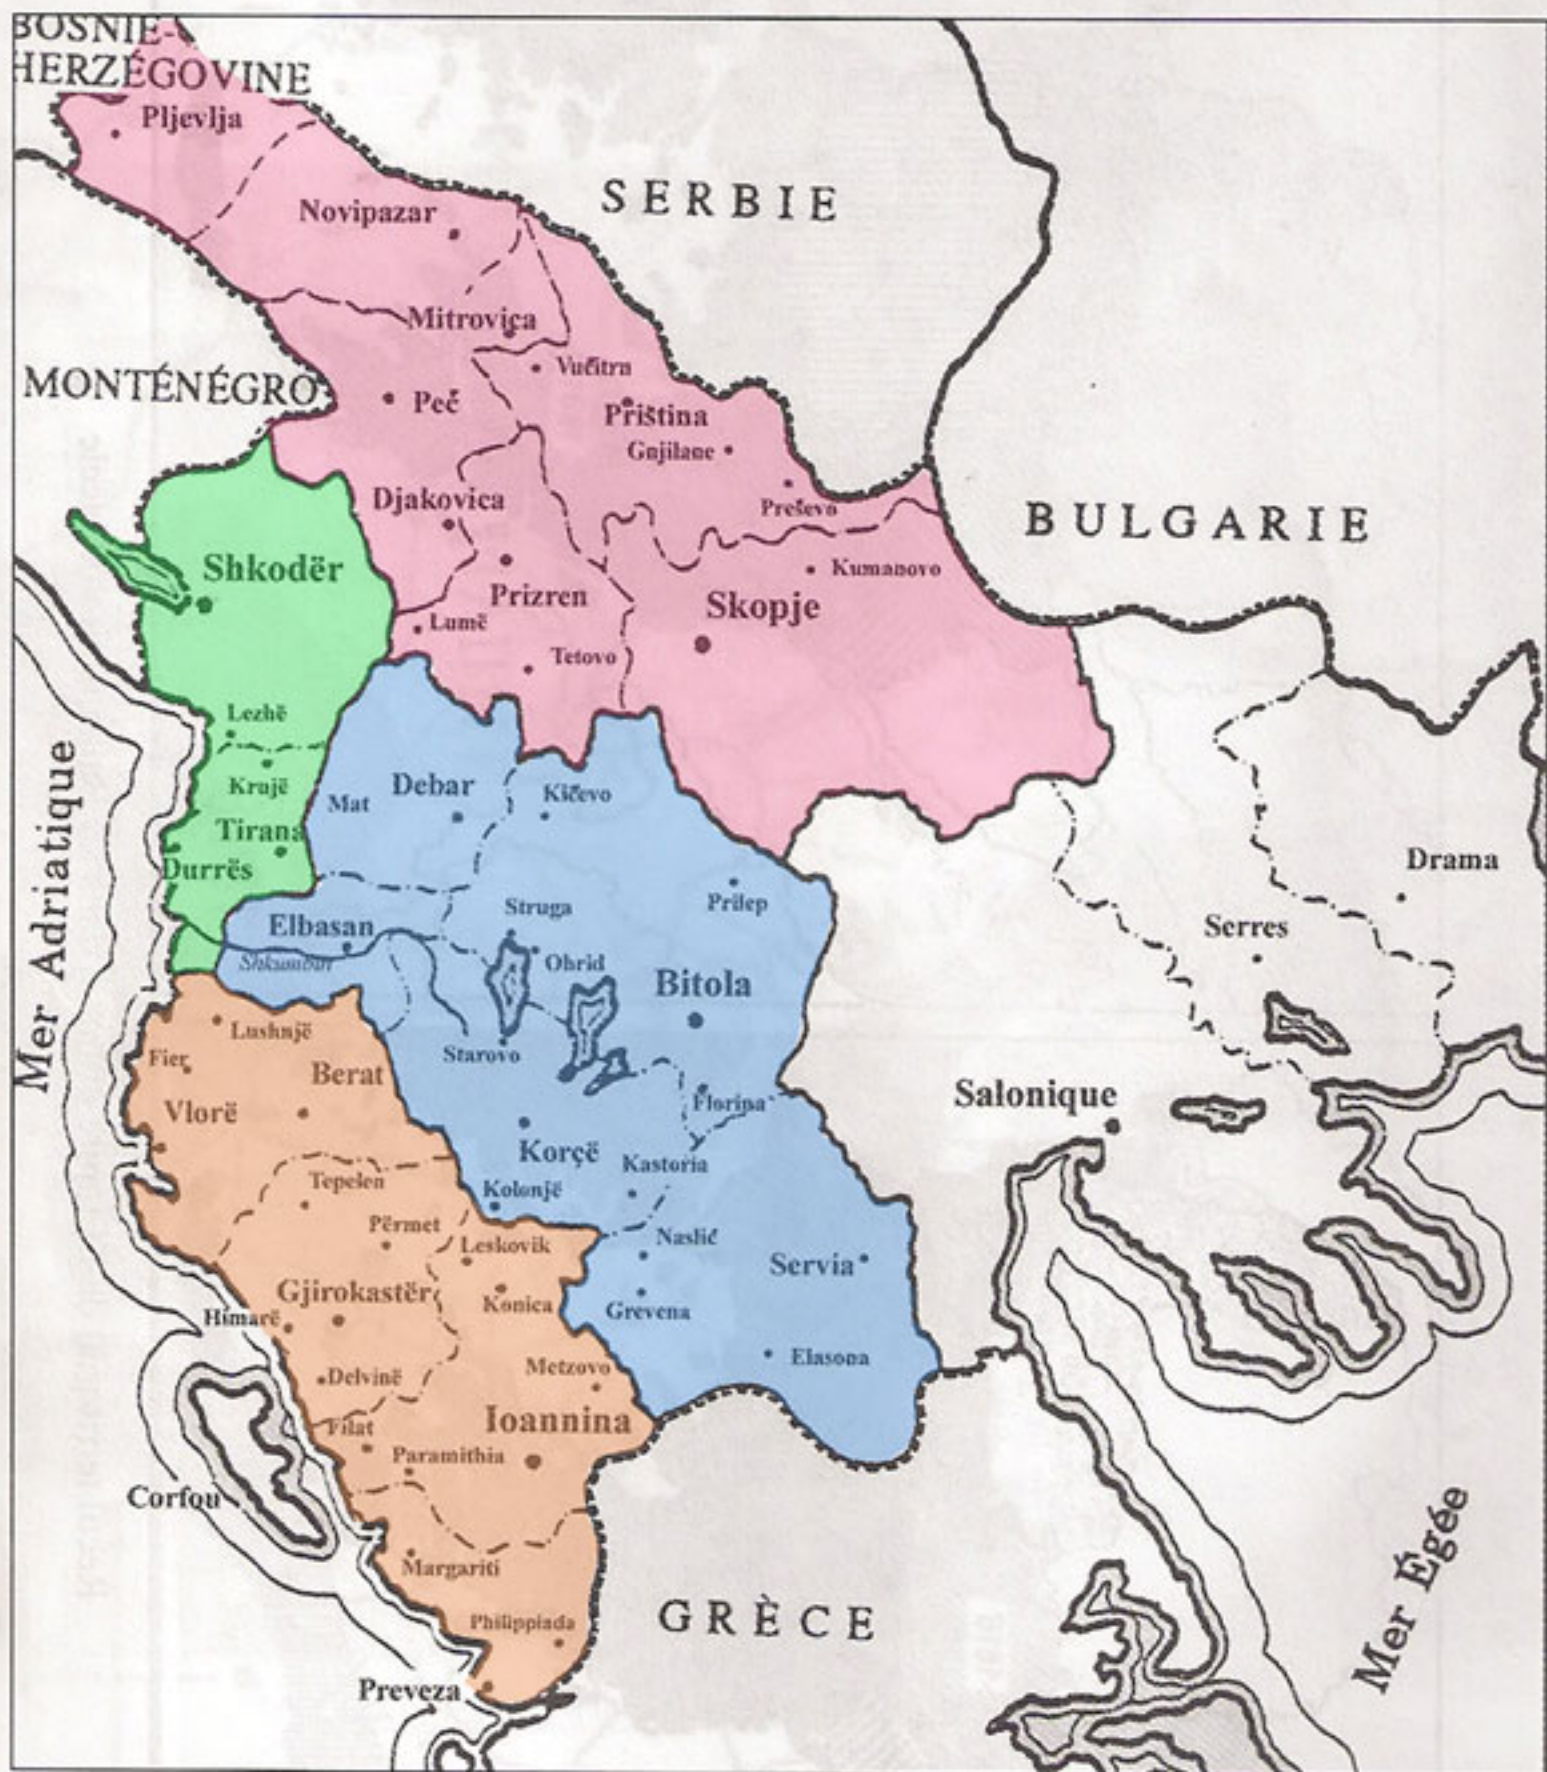 BOSNIE-
HERZÉGOVINE
Pljevlja
SERBIE
Novipazar
Mitrovica
Vučitrn
MONTÉNÉGRO
Peč
Priština
Gnjilane
Djakovica
Preševo
BULGARIE
Shkodër
Kumanovo
Prizren
Skopje
Lumë
Tetovo
Lezhë
Krujë
Mat
Debar
Kičevo
Tirana
Durrës
Drama
Prilep
Struga
Elbasan
Serres
Shkumbin
Ohrid
Bitola
Mer Adriatique
Lushnjë
Starovo
Fier
Berat
Vlorë
Florina
Salonique
Korçë
Kastoria
Tepelen
Kolonjë
Përmet
Leskovik
Naslič
Servia
Gjirokastër
Konica
Grevena
Himarë
Metzovo
Elasona
Delvinë
Ioannina
Filat
Paramithia
Corfou
Mer Égée
Margariti
Philippiada
GRÈCE
Preveza